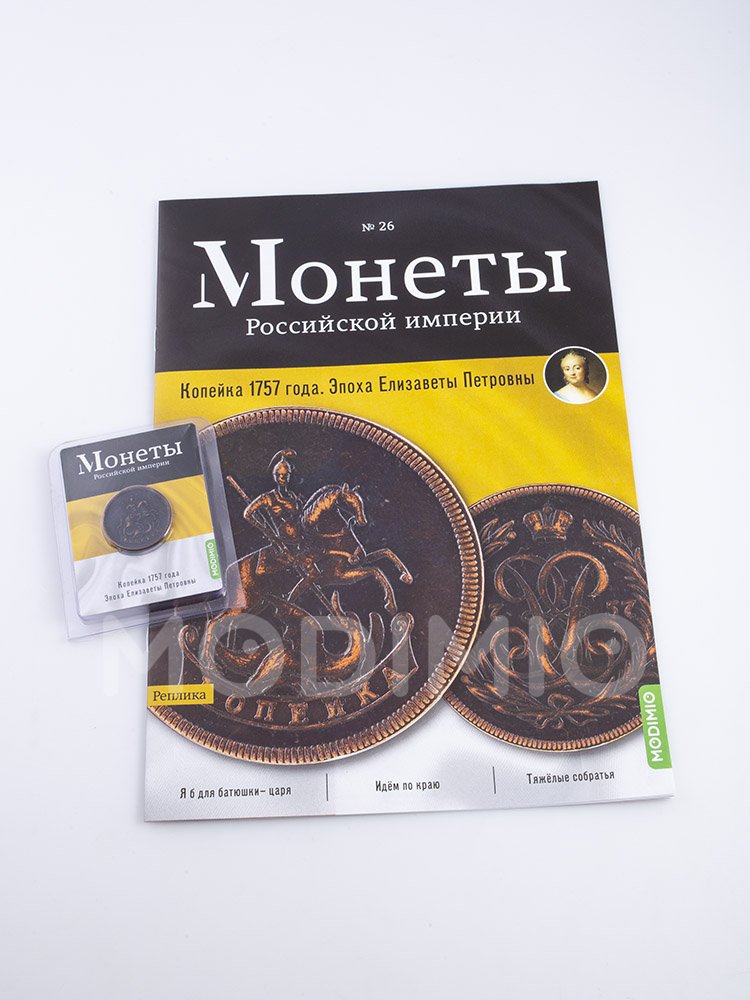 № 26
Монеты
Российской империи
Копейка 1757 года. Эпоха Елизаветы Петровны
Монеты
Российской империи
MODIMIO
Копейка 1757 года
Эпоха Елизаветы Петровны
MODIMIO
Реплика
КОПЕЙКА
MODIMIO
Я б для батюшки– царя
Идём по краю
Тяжёлые собратья